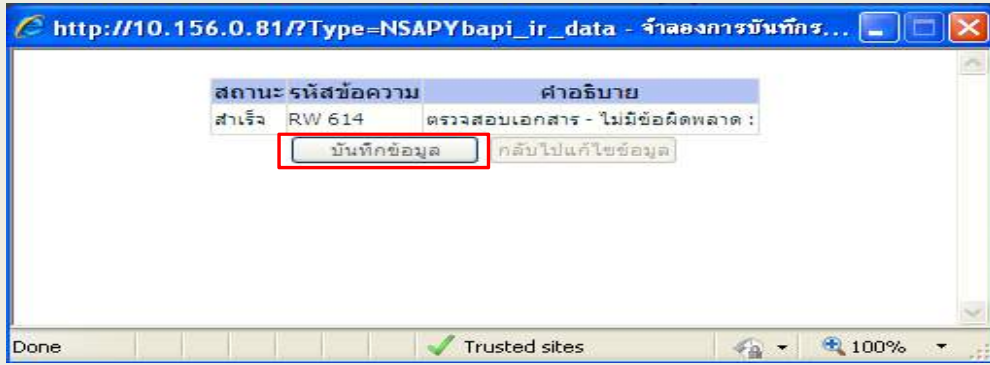 http://10.156.0.81/?Type=NSAPYbapi_ir_data - จำลองการบันทึกร...
สถานะ รหัสข้อความ คำอธิบาย
สำเร็จ RW 614 ตรวจสอบเอกสาร - ไม่มีข้อผิดพลาด :
บันทึกข้อมูล กลับไปแก้ไขข้อมูล
Done Trusted sites 100%